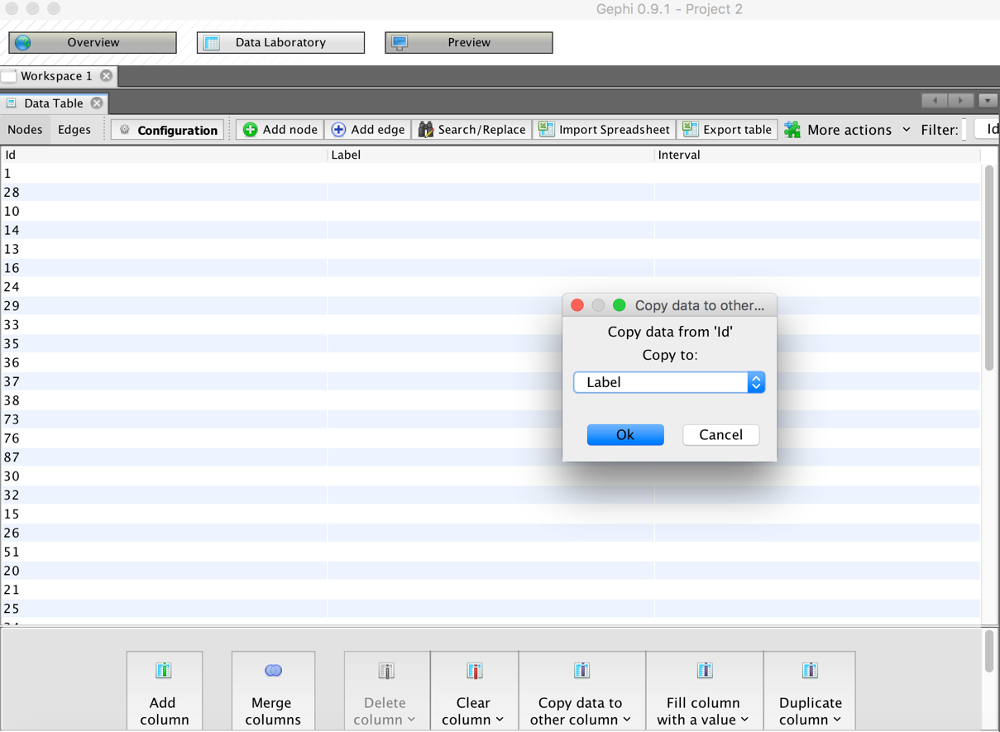 Gephi 0.9.1 - Project 2
Overview
Data Laboratory
Preview
Workspace 1
Data Table
Nodes
Edges
Configuration
Add node
Add edge
Search/Replace
Import Spreadsheet
Export table
More actions
Filter:
Id
Id Label Interval
1
28
10
14
13
16
24
29
33
35
36
37
38
73
76
87
30
32
15
26
51
20
21
25
Copy data to other...
Copy data from 'Id'
Copy to:
Label
Ok
Cancel
Add
column
Merge
columns
Delete
column
Clear
column
Copy data to
other column
Fill column
with a value
Duplicate
column